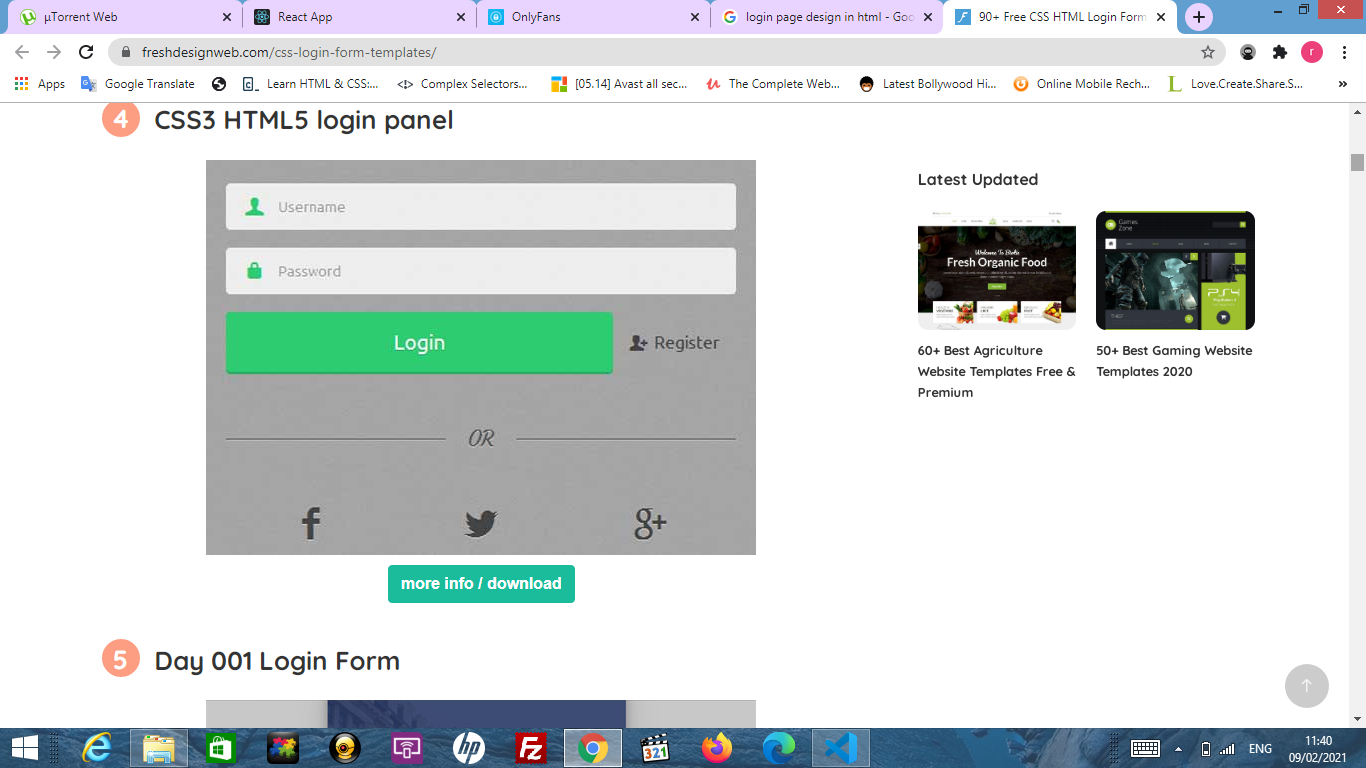 µTorrent Web
React App
OnlyFans
login page design in html - Goo
90+ Free CSS HTML Login Form
freshdesignweb.com/css-login-form-templates/
r
Apps
Google Translate
Learn HTML & CSS:...
Complex Selectors...
[05.14] Avast all sec...
The Complete Web...
Latest Bollywood Hi...
Online Mobile Rech...
Love.Create.Share.S...
4 CSS3 HTML5 login panel
Username
Password
Login
Register
OR
more info / download
5 Day 001 Login Form
Latest Updated
Fresh Organic Food
Games
Zone
PS4
60+ Best Agriculture
Website Templates Free &
Premium
50+ Best Gaming Website
Templates 2020
ENG
11:40
09/02/2021